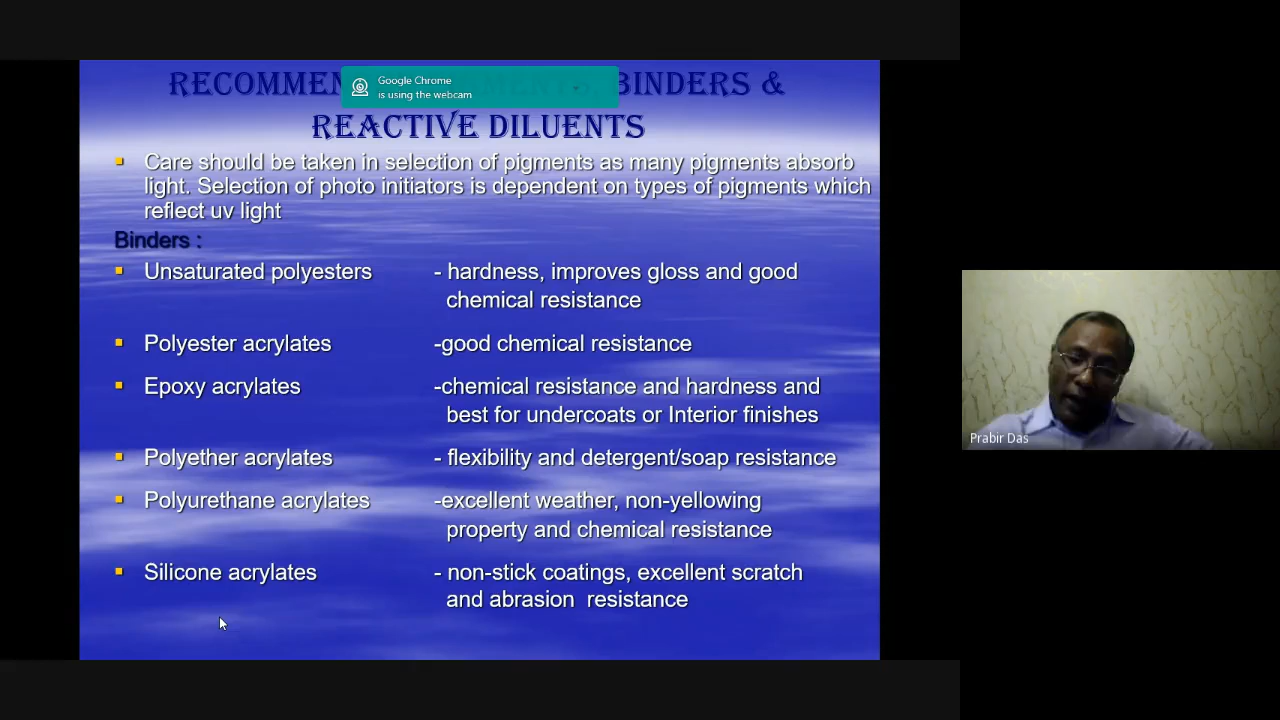 RECOMMEN BINDERS &
Google Chrome
is using the webcam
REACTIVE DILUENTS
▪ Care should be taken in selection of pigments as many pigments absorb
light. Selection of photo initiators is dependent on types of pigments which
reflect uv light
Binders :
▪ Unsaturated polyesters - hardness, improves gloss and good
chemical resistance
▪ Polyester acrylates -good chemical resistance
▪ Epoxy acrylates -chemical resistance and hardness and
best for undercoats or Interior finishes
▪ Polyether acrylates - flexibility and detergent/soap resistance
▪ Polyurethane acrylates -excellent weather, non-yellowing
property and chemical resistance
▪ Silicone acrylates - non-stick coatings, excellent scratch
and abrasion resistance
Prabir Das